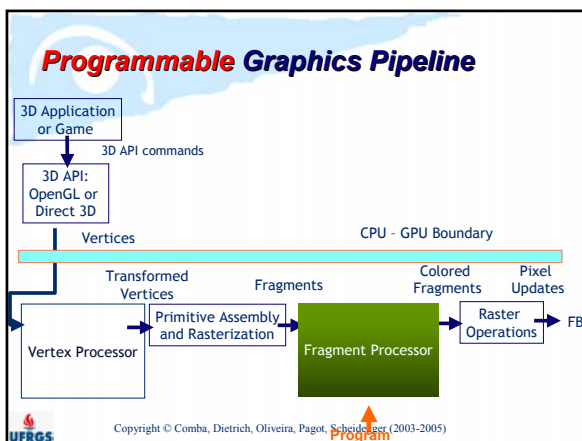 Programmable Graphics Pipeline
3D Application
or Game
3D API commands
3D API:
OpenGL or
Direct 3D
Vertices
CPU – GPU Boundary
Transformed
Vertices
Fragments
Colored
Fragments
Pixel
Updates
Vertex Processor
Primitive Assembly
and Rasterization
Fragment Processor
Raster
Operations
FB
UFRGS
Copyright © Comba, Dietrich, Oliveira, Pagot, Scheidegger (2003-2005)
Program